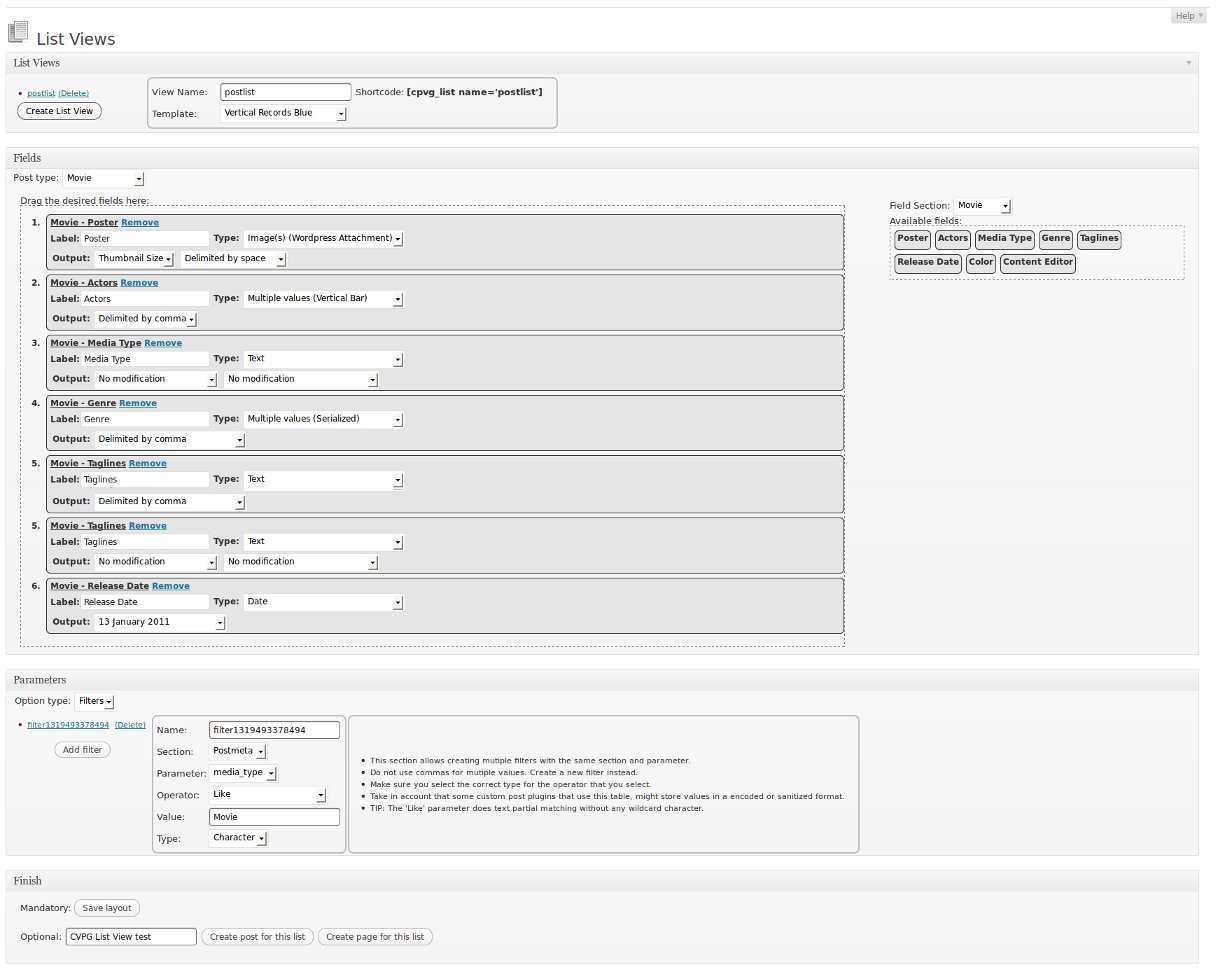 Help
List Views
List Views
postlist (Delete)
Create List View
View Name: postlist Shortcode: [cpvg_list name='postlist']
Template: Vertical Records Blue
Fields
Post type: Movie
Drag the desired fields here:
1. Movie - Poster Remove
Label: Poster Type: Image(s) (Wordpress Attachment)
Output: Thumbnail Size Delimited by space
2. Movie - Actors Remove
Label: Actors Type: Multiple values (Vertical Bar)
Output: Delimited by comma
3. Movie - Media Type Remove
Label: Media Type Type: Text
Output: No modification No modification
4. Movie - Genre Remove
Label: Genre Type: Multiple values (Serialized)
Output: Delimited by comma
5. Movie - Taglines Remove
Label: Taglines Type: Text
Output: Delimited by comma
5. Movie - Taglines Remove
Label: Taglines Type: Text
Output: No modification No modification
6. Movie - Release Date Remove
Label: Release Date Type: Date
Output: 13 January 2011
Field Section: Movie
Available fields:
Poster Actors Media Type Genre Taglines
Release Date Color Content Editor
Parameters
Option type: Filters
filter1319493378494 (Delete)
Add filter
Name: filter1319493378494
Section: Postmeta
Parameter: media_type
Operator: Like
Value: Movie
Type: Character
This section allows creating mutiple filters with the same section and parameter.
Do not use commas for mutiple values. Create a new filter instead.
Make sure you select the correct type for the operator that you select.
Take in account that some custom post plugins that use this table, might store values in a encoded or sanitized format.
TIP: The 'Like' parameter does text partial matching without any wildcard character.
Finish
Mandatory: Save layout
Optional: CVPG List View test Create post for this list Create page for this list